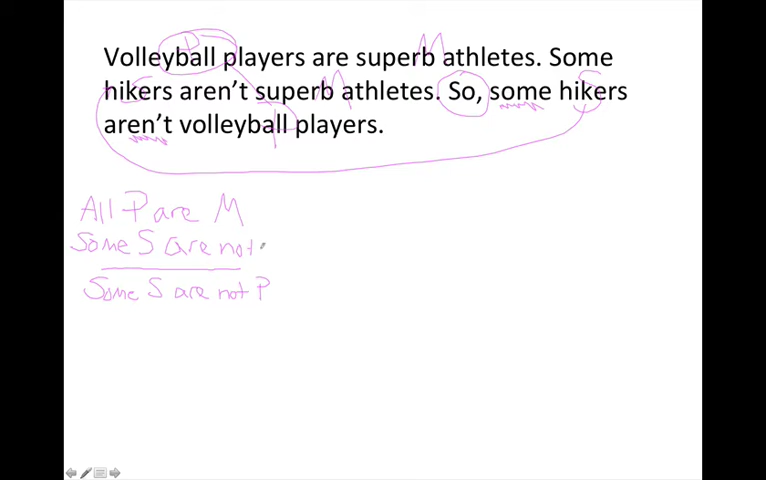 Volleyball players are superb athletes. Some
hikers aren't superb athletes. So, some hikers
aren't volleyball players.
P
M
S
M
S
P
All P are M
Some S are not
Some S are not P